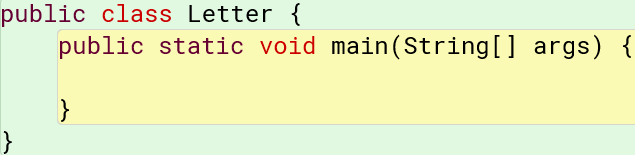 public class Letter {
    public static void main(String[] args) {
    }
}